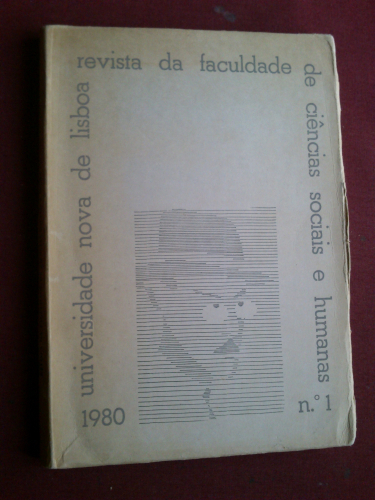 universidade nova de lisboa
revista da faculdade
de ciências sociais e humanas
1980
n.º 1